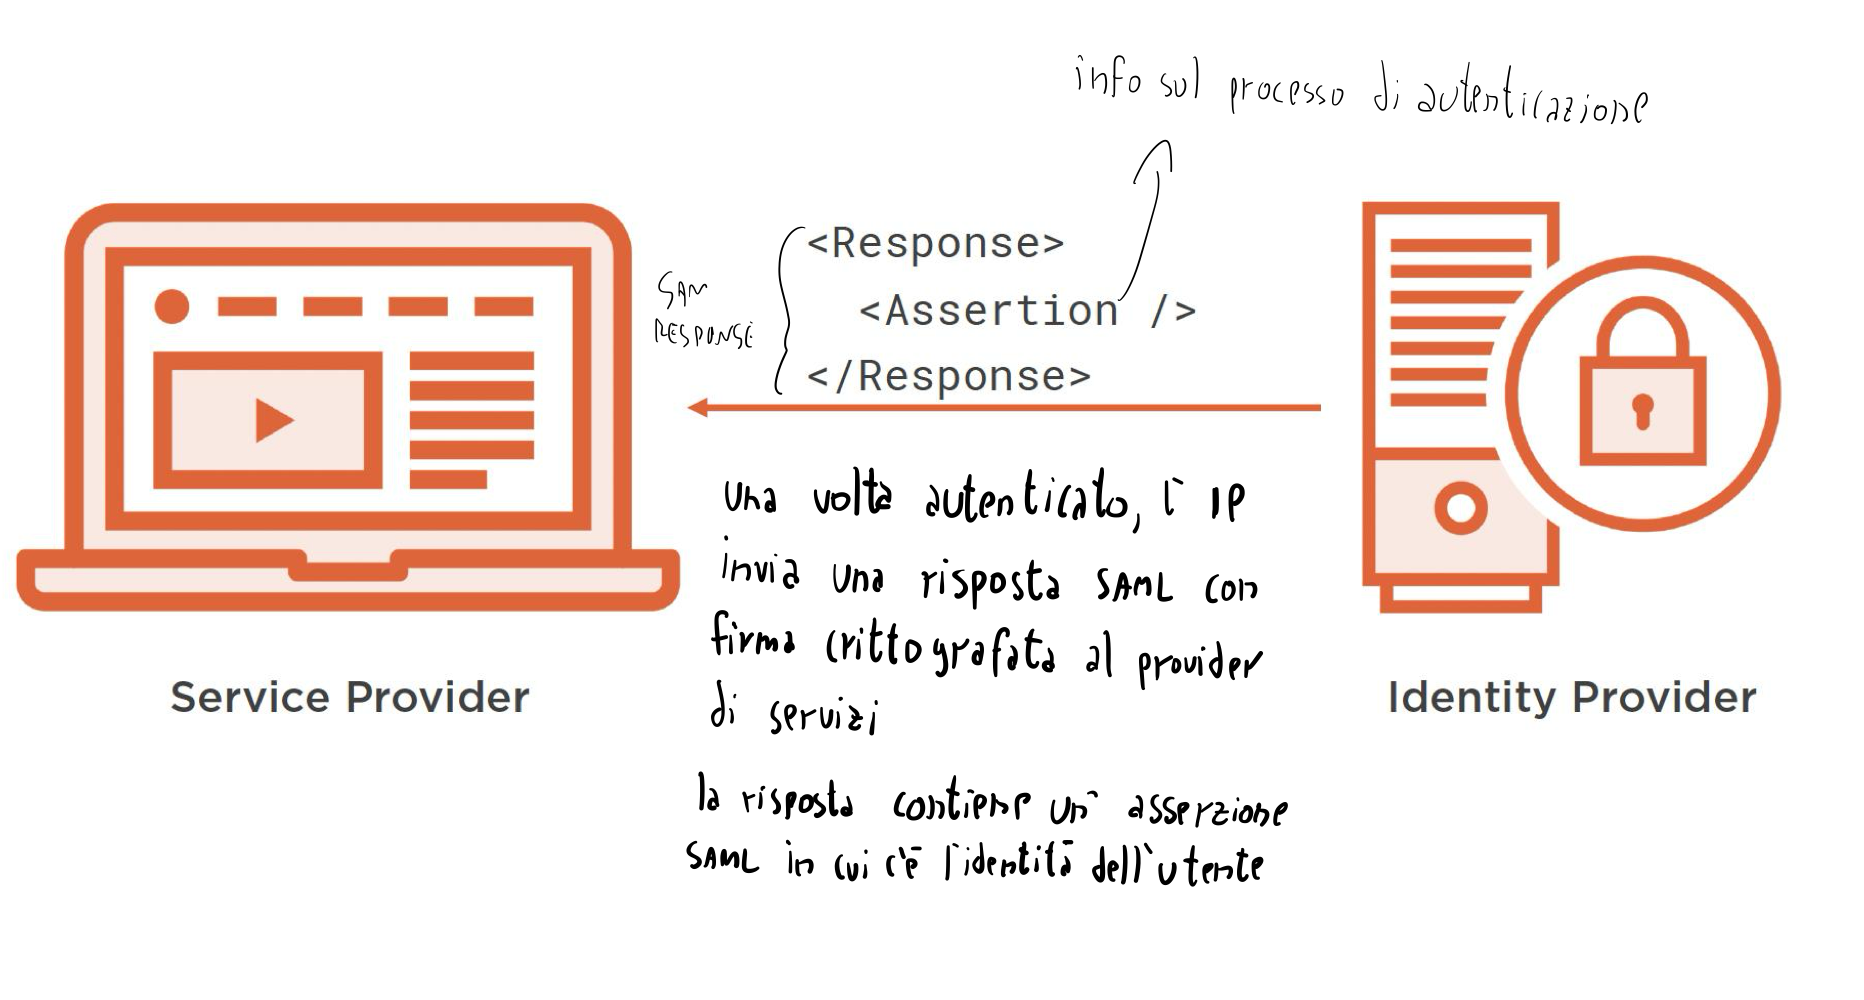 info sul processo di autenticazione
<Response>
<Assertion />
</Response>
SAM
RESPONSE
Una volta autenticato, l' IP
invia una risposta SAML con
firma crittografata al provider
di servizi
la risposta contiene un' asserzione
SAML in cui c'è l'identità dell'utente
Service Provider
Identity Provider